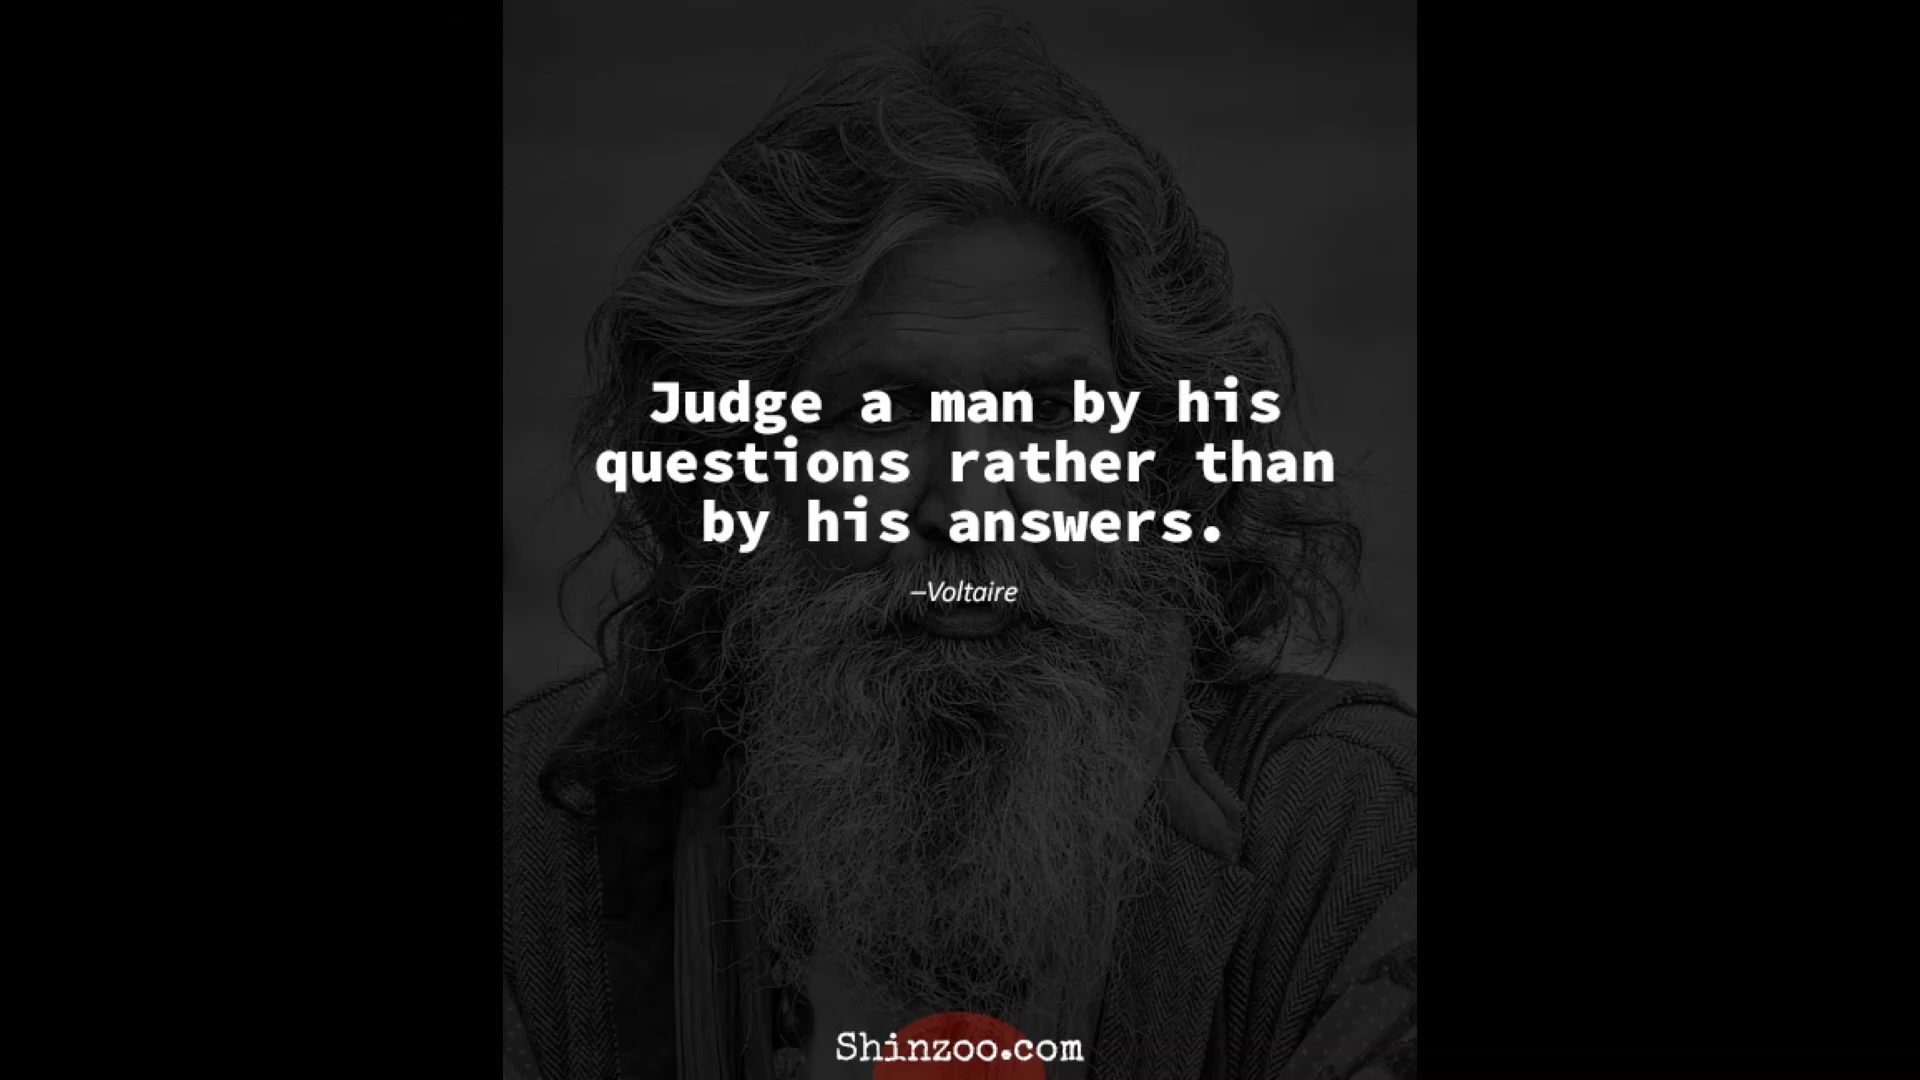 Judge a man by his
questions rather than
by his answers.
–Voltaire
Shinzoo.com